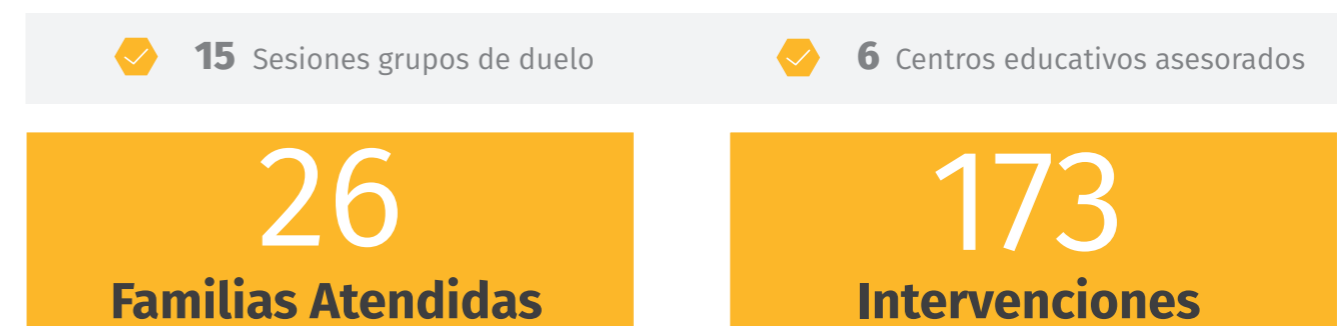 15 Sesiones grupos de duelo
6 Centros educativos asesorados
26
Familias Atendidas
173
Intervenciones